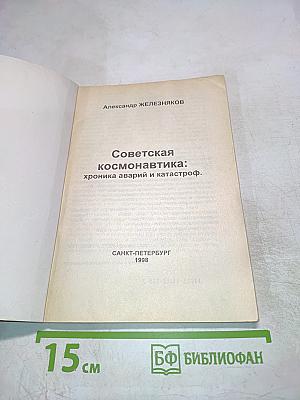 Александр ЖЕЛЕЗНЯКОВ
Советская
космонавтика:
хроника аварий и катастроф.
САНКТ-ПЕТЕРБУРГ
1998
15 см
БФ БИБЛИОФАН